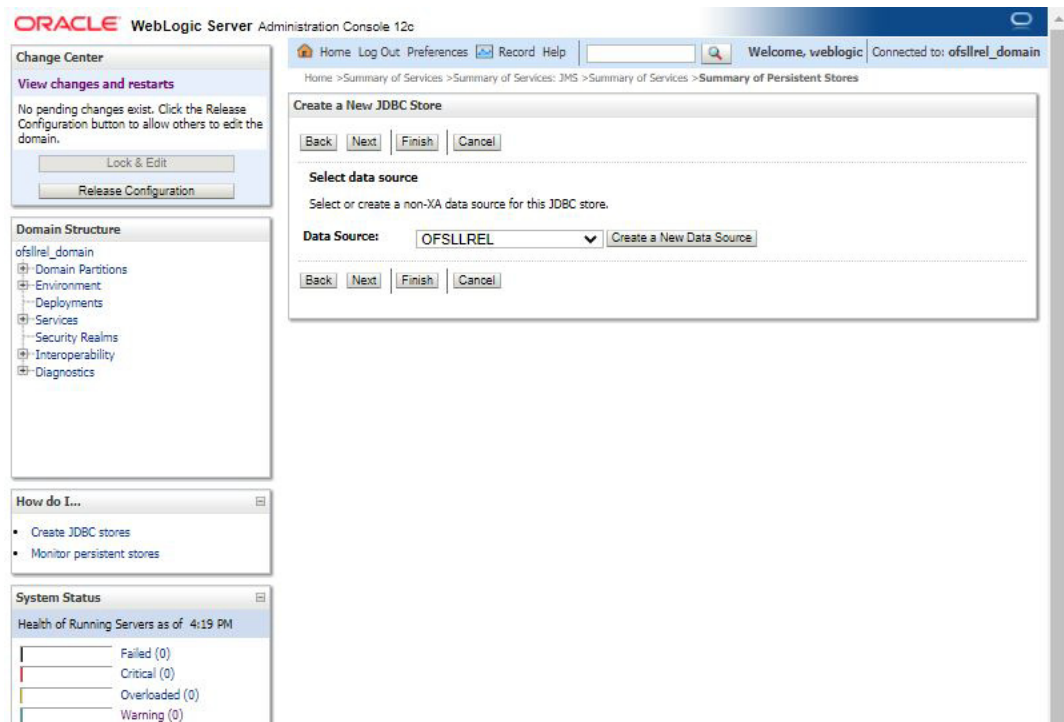 ORACLE WebLogic Server Administration Console 12c
Change Center
View changes and restarts
No pending changes exist. Click the Release
Configuration button to allow others to edit the
domain.
Lock & Edit
Release Configuration
Domain Structure
ofsllrel_domain
Domain Partitions
Environment
Deployments
Services
Security Realms
Interoperability
Diagnostics
How do I...
Create JDBC stores
Monitor persistent stores
System Status
Health of Running Servers as of 4:19 PM
Failed (0)
Critical (0)
Overloaded (0)
Warning (0)
Home Log Out Preferences Record Help
Welcome, weblogic Connected to: ofsllrel_domain
Home >Summary of Services >Summary of Services: JMS >Summary of Services >Summary of Persistent Stores
Create a New JDBC Store
Back Next Finish Cancel
Select data source
Select or create a non-XA data source for this JDBC store.
Data Source: OFSLLREL Create a New Data Source
Back Next Finish Cancel